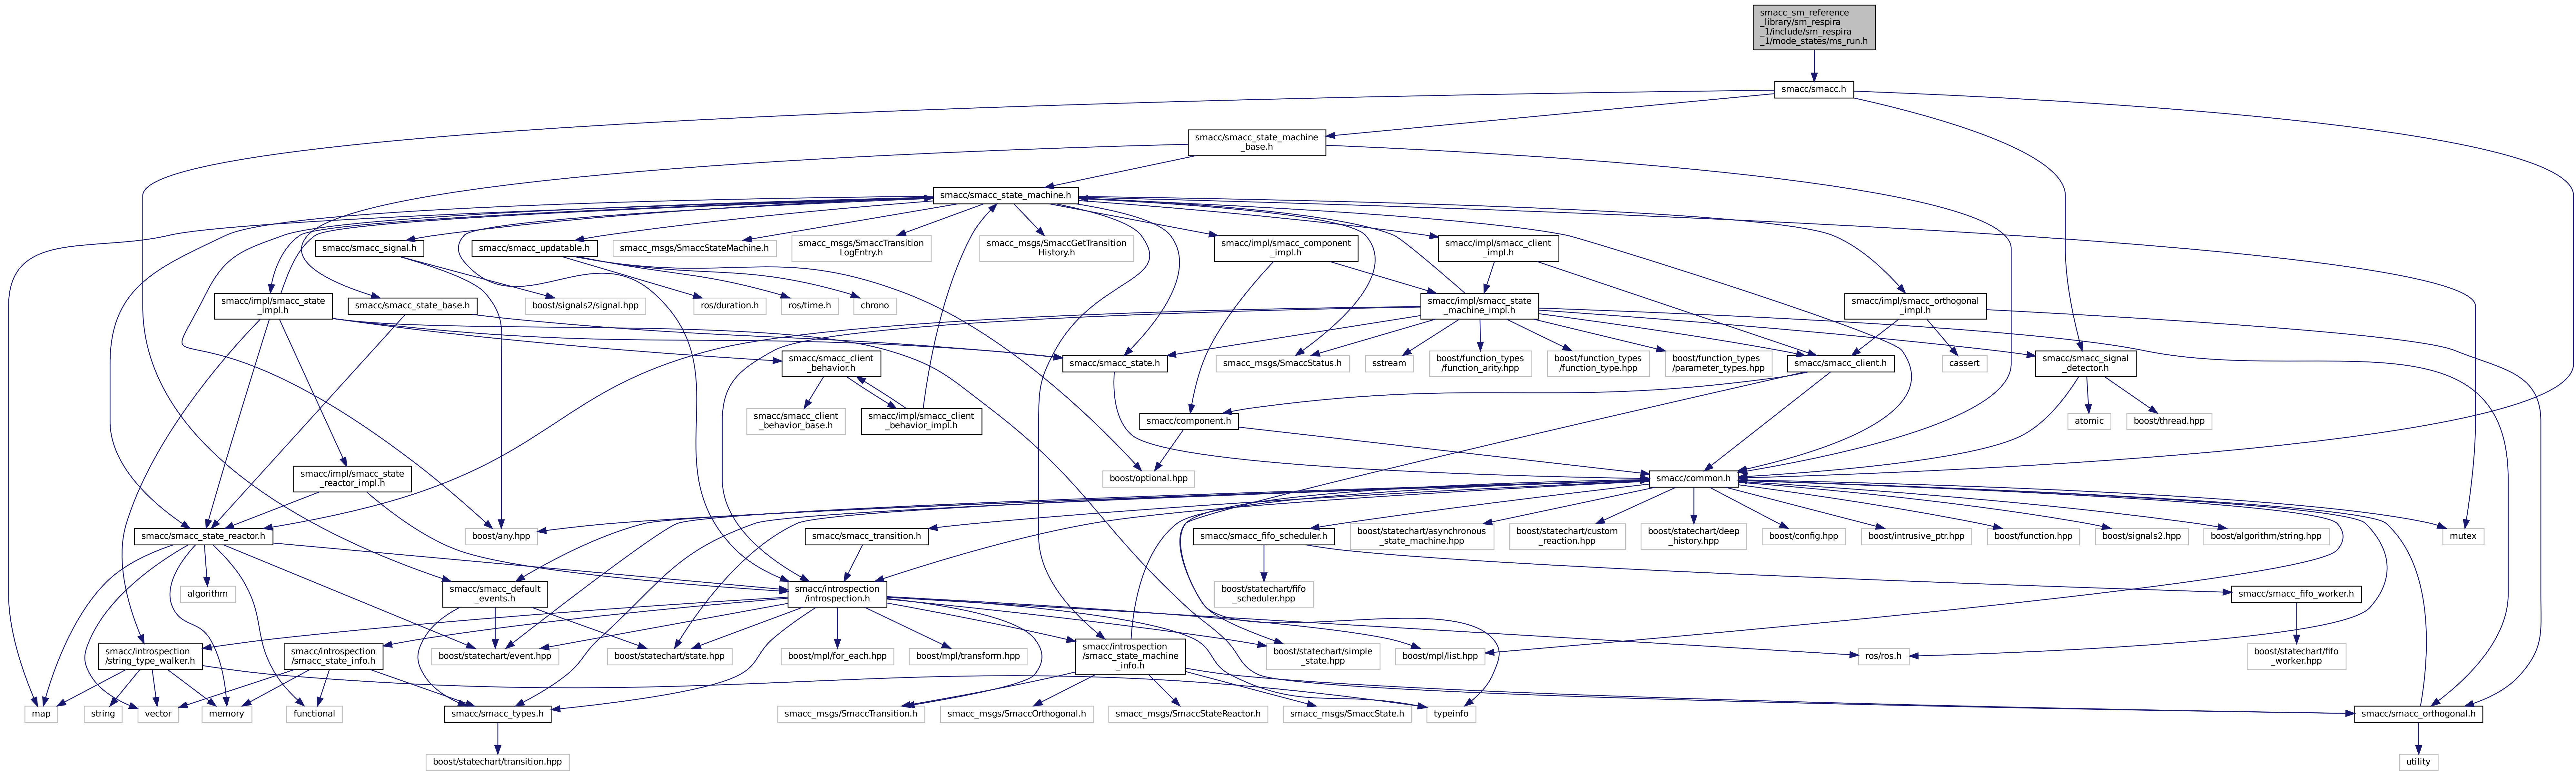 smacc_sm_reference
_library/sm_respira
_1/include/sm_respira
_1/mode_states/ms_run.h
smacc/smacc.h
smacc/smacc_state_machine
_base.h
smacc/smacc_state_machine.h
smacc/smacc_signal.h
smacc/smacc_updatable.h
smacc_msgs/SmaccStateMachine.h
smacc_msgs/SmaccTransition
LogEntry.h
smacc_msgs/SmaccGetTransition
History.h
smacc/impl/smacc_component
_impl.h
smacc/impl/smacc_client
_impl.h
smacc/impl/smacc_state
_impl.h
smacc/smacc_state_base.h
boost/signals2/signal.hpp
ros/duration.h
ros/time.h
chrono
smacc/impl/smacc_state
_machine_impl.h
smacc/impl/smacc_orthogonal
_impl.h
smacc/smacc_client
_behavior.h
smacc/smacc_state.h
smacc_msgs/SmaccStatus.h
sstream
boost/function_types
/function_arity.hpp
boost/function_types
/function_type.hpp
boost/function_types
/parameter_types.hpp
smacc/smacc_client.h
cassert
smacc/smacc_signal
_detector.h
smacc/smacc_client
_behavior_base.h
smacc/impl/smacc_client
_behavior_impl.h
smacc/component.h
atomic
boost/thread.hpp
smacc/impl/smacc_state
_reactor_impl.h
boost/optional.hpp
smacc/common.h
smacc/smacc_state_reactor.h
boost/any.hpp
smacc/smacc_transition.h
smacc/smacc_fifo_scheduler.h
boost/statechart/asynchronous
_state_machine.hpp
boost/statechart/custom
_reaction.hpp
boost/statechart/deep
_history.hpp
boost/config.hpp
boost/intrusive_ptr.hpp
boost/function.hpp
boost/signals2.hpp
boost/algorithm/string.hpp
mutex
algorithm
smacc/smacc_default
_events.h
smacc/introspection
/introspection.h
boost/statechart/fifo
_scheduler.hpp
smacc/smacc_fifo_worker.h
smacc/introspection
/string_type_walker.h
smacc/introspection
/smacc_state_info.h
boost/statechart/event.hpp
boost/statechart/state.hpp
boost/mpl/for_each.hpp
boost/mpl/transform.hpp
smacc/introspection
/smacc_state_machine
_info.h
boost/statechart/simple
_state.hpp
boost/mpl/list.hpp
ros/ros.h
boost/statechart/fifo
_worker.hpp
map
string
vector
memory
functional
smacc/smacc_types.h
smacc_msgs/SmaccTransition.h
smacc_msgs/SmaccOrthogonal.h
smacc_msgs/SmaccStateReactor.h
smacc_msgs/SmaccState.h
typeinfo
smacc/smacc_orthogonal.h
boost/statechart/transition.hpp
utility